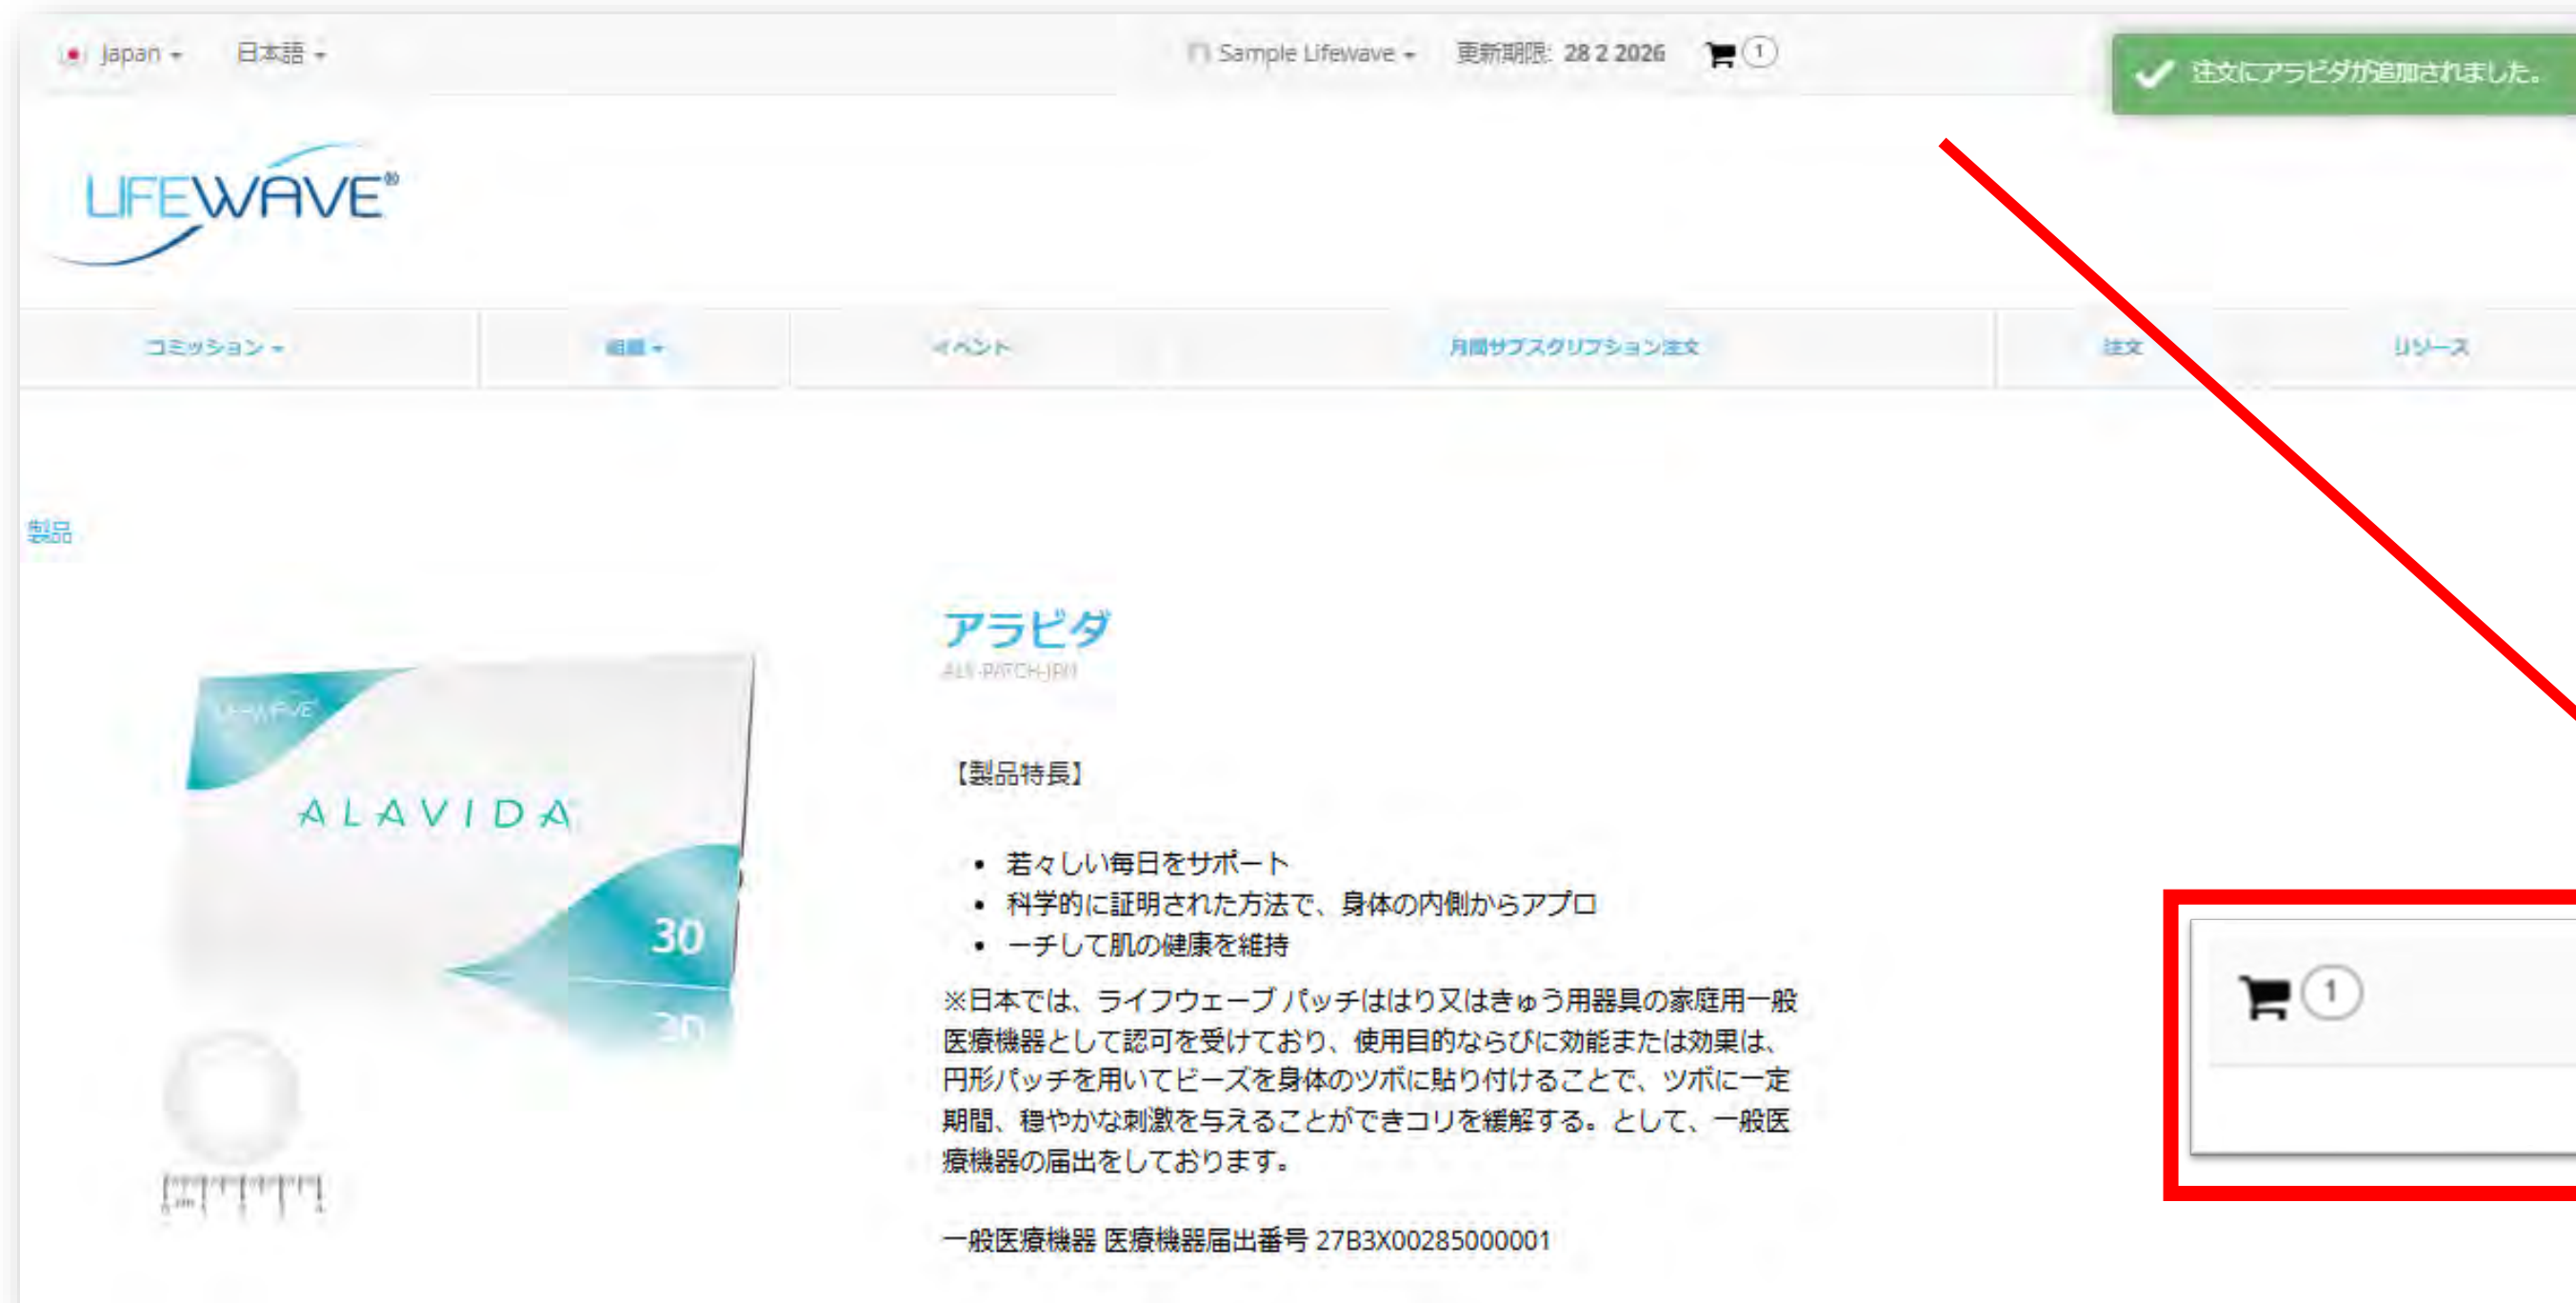 Japan 日本語 Sample Lifewave 更新期限: 28 2 2026 1
注文にアラビダが追加されました。
LIFEWAVE®
コミッション 組織 イベント 月間サブスクリプション注文 注文 リソース
製品
アラビダ
ALV-PATCH-JPN
【製品特長】
• 若々しい毎日をサポート
• 科学的に証明された方法で、身体の内側からアプロ
• ーチして肌の健康を維持
※日本では、ライフウェーブ パッチははり又はきゅう用器具の家庭用一般
医療機器として認可を受けており、使用目的ならびに効能または効果は、
円形パッチを用いてビーズを身体のツボに貼り付けることで、ツボに一定
期間、穏やかな刺激を与えることができコリを緩解する。として、一般医
療機器の届出をしております。
一般医療機器 医療機器届出番号 27B3X00285000001
LIFEWAVE
ALAVIDA
30
30
1